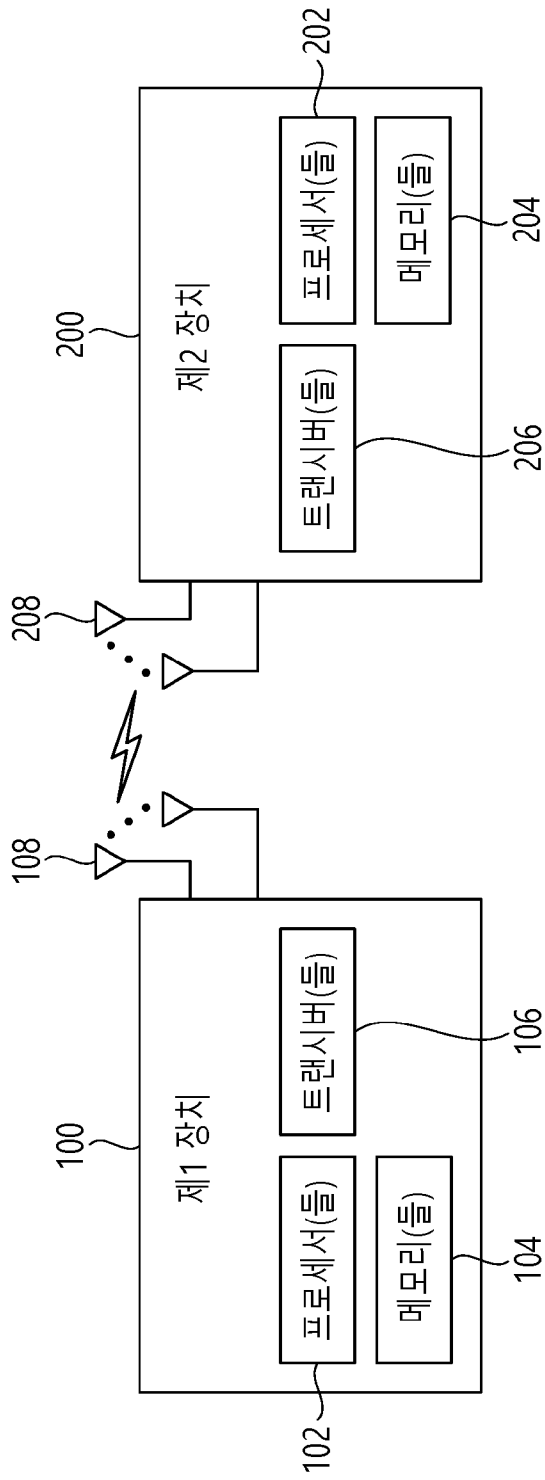 100
108
208
200
제1 장치
제2 장치
102
프로세서(들)
트랜시버(들)
트랜시버(들)
프로세서(들)
202
메모리(들)
메모리(들)
104
106
206
204